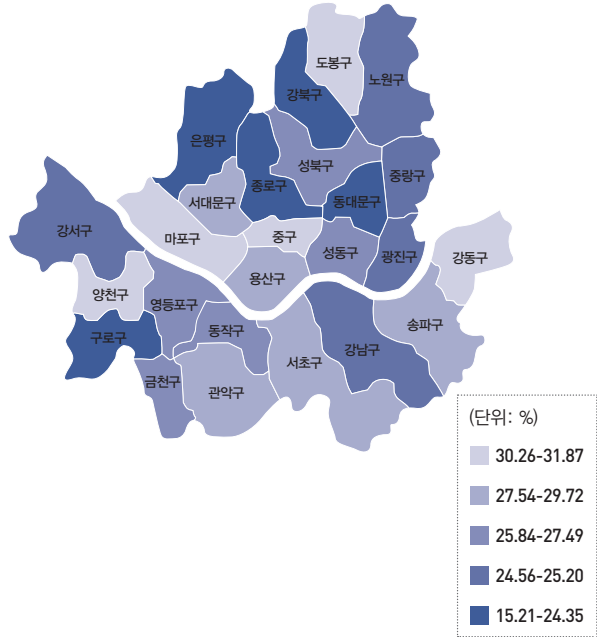 도봉구
노원구
강북구
은평구
성북구
중랑구
종로구
서대문구
동대문구
강서구
마포구
중구
성동구
광진구
강동구
용산구
양천구
영등포구
송파구
동작구
구로구
서초구
강남구
금천구
관악구
(단위: %)
30.26-31.87
27.54-29.72
25.84-27.49
24.56-25.20
15.21-24.35